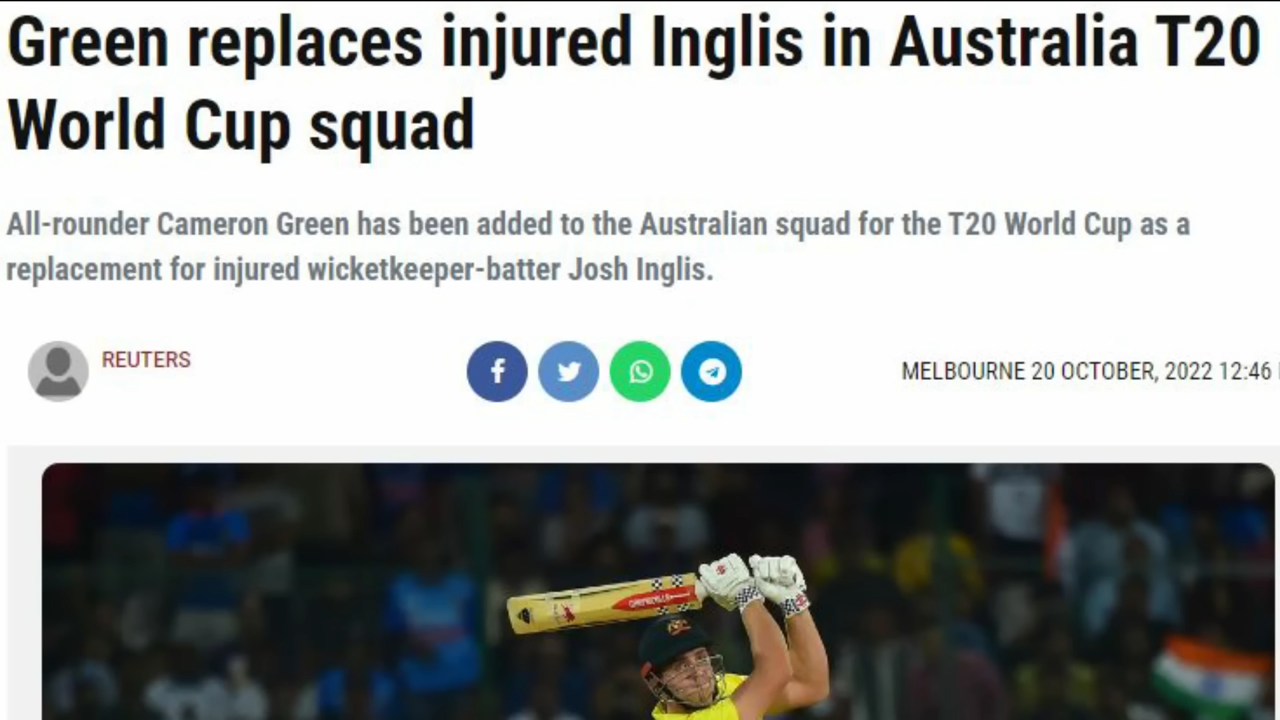 Green replaces injured Inglis in Australia T20
World Cup squad
All-rounder Cameron Green has been added to the Australian squad for the T20 World Cup as a
replacement for injured wicketkeeper-batter Josh Inglis.
REUTERS
MELBOURNE 20 OCTOBER, 2022 12:46